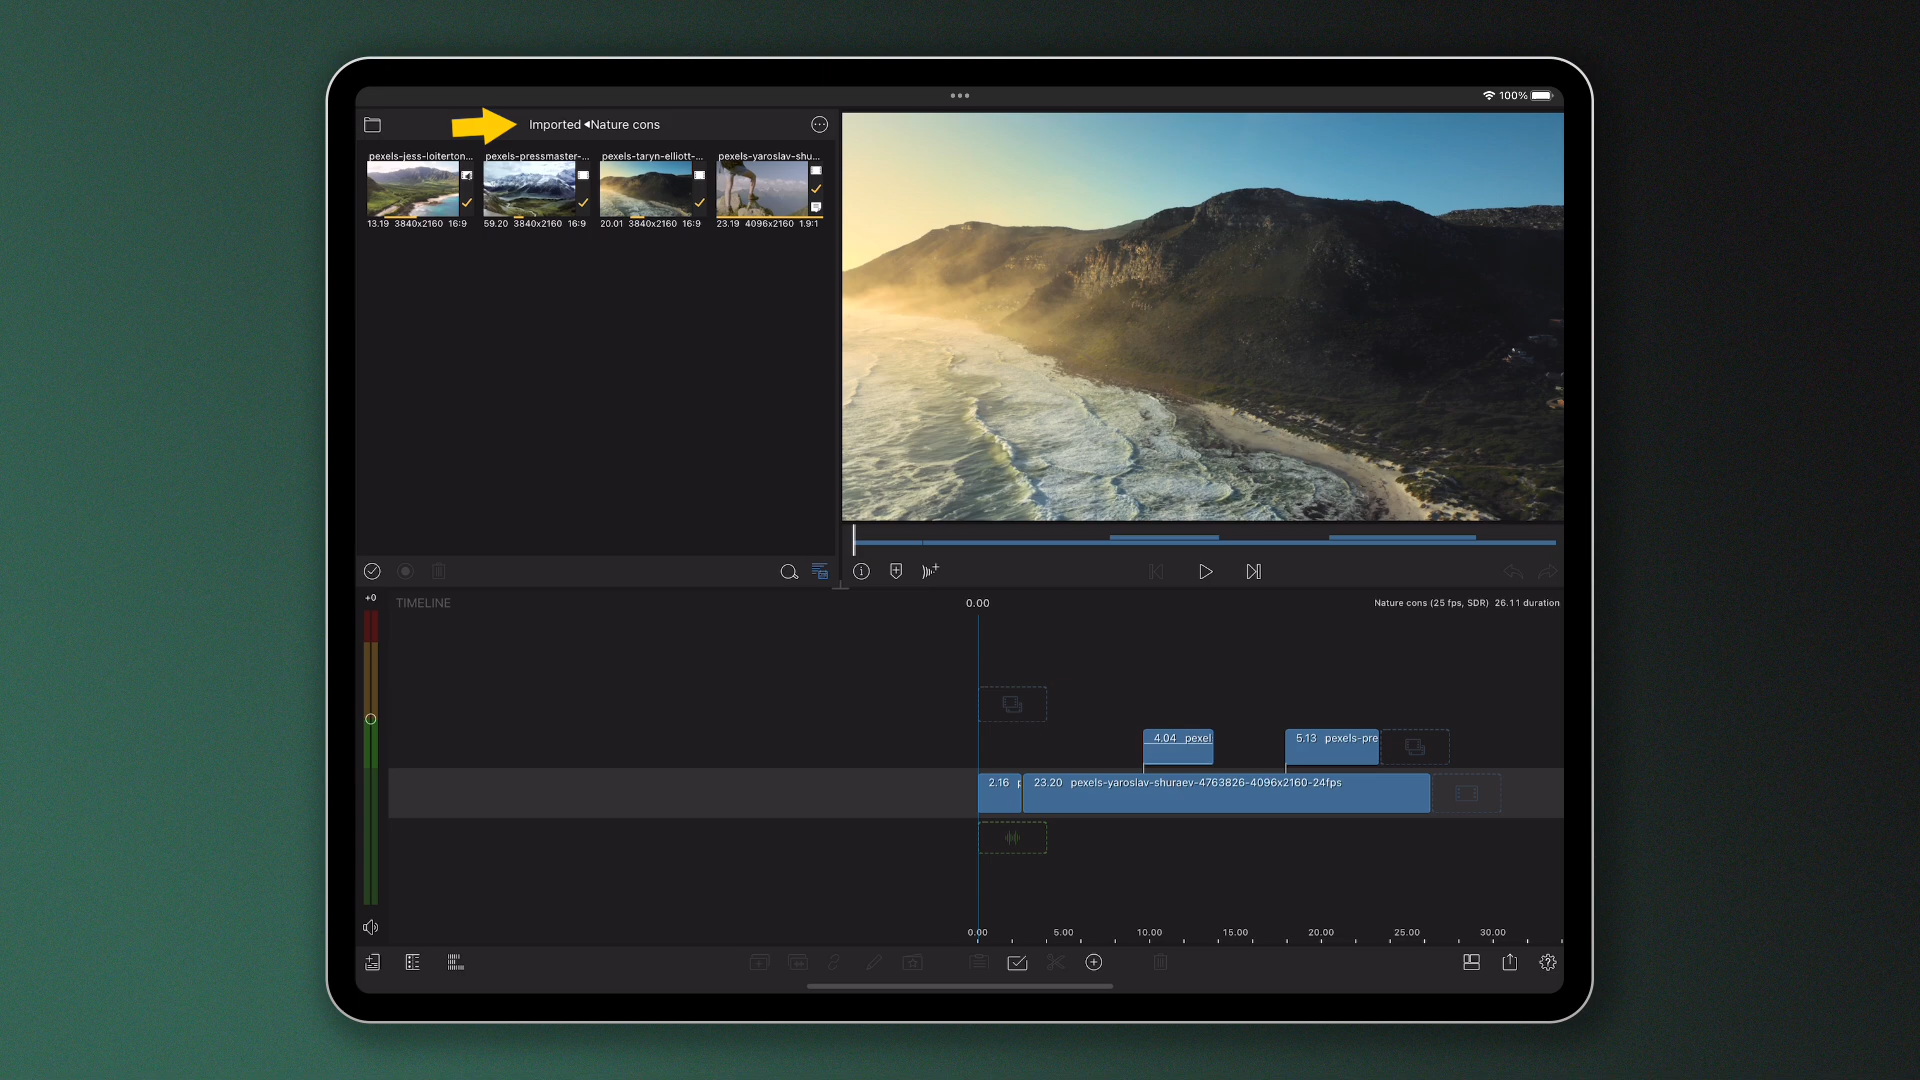 100%
Imported ◀Nature cons
pexels-jess-loiterton...
pexels-pressmaster-...
pexels-taryn-elliott-...
pexels-yaroslav-shu...
13.19 3840x2160 16:9
59.20 3840x2160 16:9
20.01 3840x2160 16:9
23.19 4096x2160 1.9:1
+0
TIMELINE
0.00
Nature cons (25 fps, SDR) 26.11 duration
4.04 pexel
5.13 pexels-pre
2.16 p
23.20 pexels-yaroslav-shuraev-4763826-4096x2160-24fps
0.00
5.00
10.00
15.00
20.00
25.00
30.00